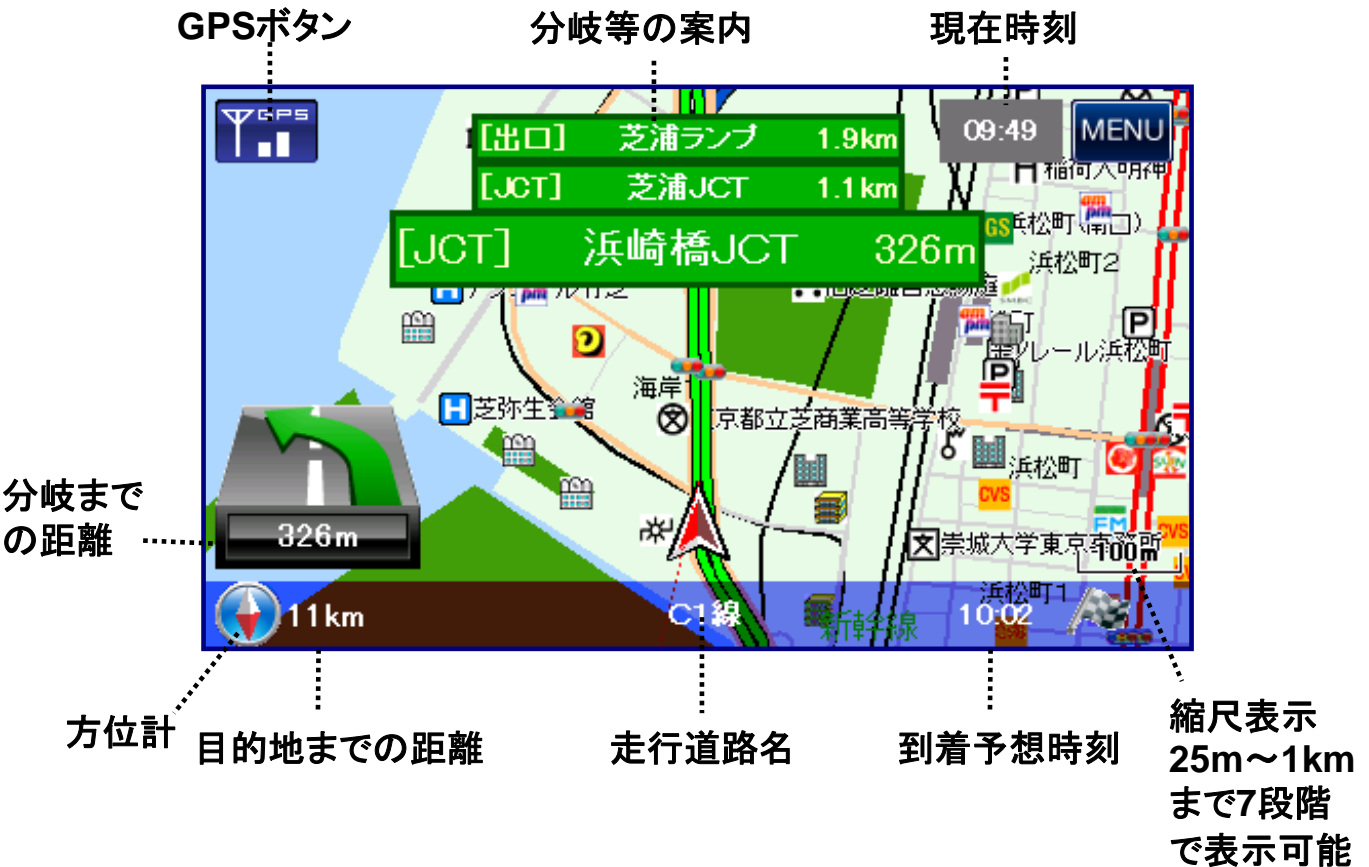 GPSボタン
分岐等の案内
現在時刻
GPS
[出口] 芝浦ランプ 1.9km
09:49
MENU
[JCT] 芝浦JCT 1.1km
稲荷大明神
[JCT] 浜崎橋JCT 326m
GS
浜松町(南口)
浜松町2
SMBC
am
pm
P
モノレール浜松町
P
海岸
H
芝弥生会館
京都立芝商業高等学校
浜松町
CVS
SUN
分岐まで
の距離
326m
FM
CVS
文
崇城大学東京事務所
100m
浜松町1
11km
C1線
新幹線
10:02
方位計
目的地までの距離
走行道路名
到着予想時刻
縮尺表示
25m～1km
まで7段階
で表示可能